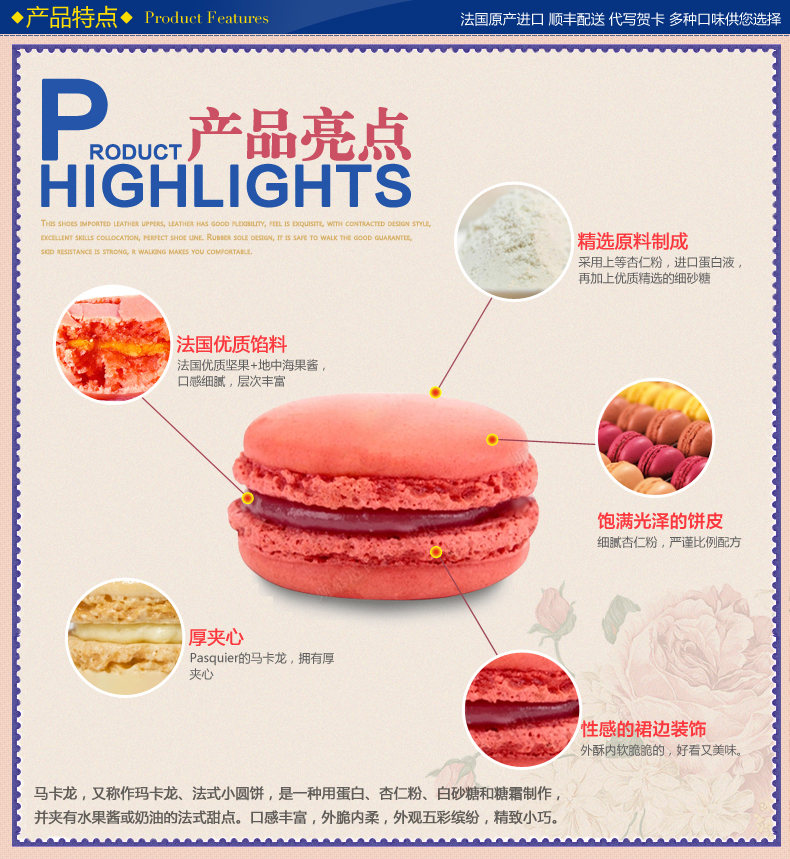 产品特点 Product Features 法国原产进口 顺丰配送 代写贺卡 多种口味供您选择
PRODUCT 产品亮点
HIGHLIGHTS
This shoes imported leather uppers, leather has good flexibility, feel is exquisite, with contracted design style,
excellent skills collocation, perfect shoe line. Rubber sole design, it is safe to walk the good guarantee,
skid resistance is strong, r walking makes you comfortable.
精选原料制成
采用上等杏仁粉，进口蛋白液，
再加上优质精选的细砂糖
法国优质馅料
法国优质坚果+地中海果酱，
口感细腻，层次丰富
饱满光泽的饼皮
细腻杏仁粉，严谨比例配方
厚夹心
Pasquier的马卡龙，拥有厚
夹心
性感的裙边装饰
外酥内软脆脆的，好看又美味。
马卡龙，又称作玛卡龙、法式小圆饼，是一种用蛋白、杏仁粉、白砂糖和糖霜制作，
并夹有水果酱或奶油的法式甜点。口感丰富，外脆内柔，外观五彩缤纷，精致小巧。